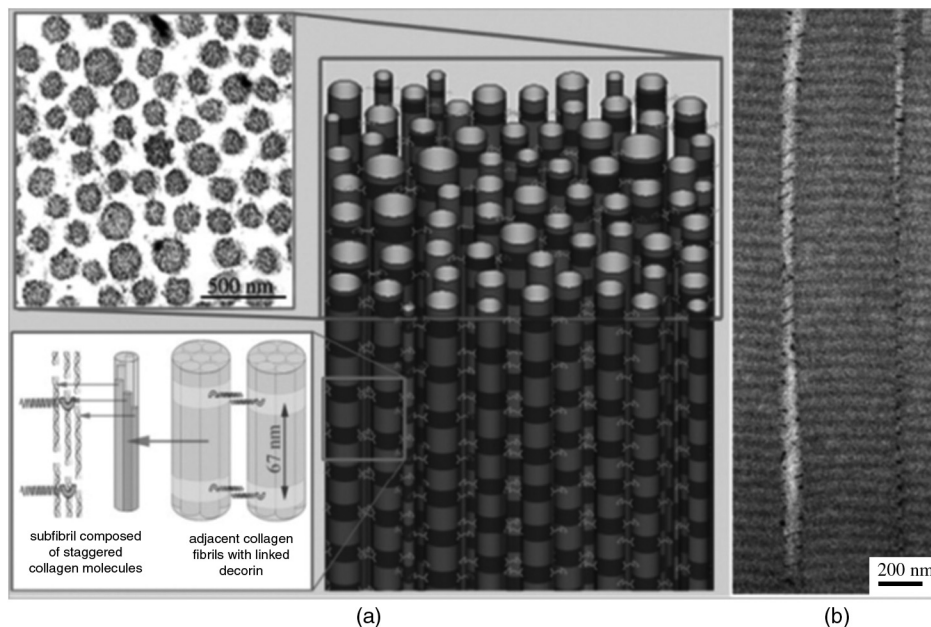 500 nm
67 nm
subfibril composed
of staggered
collagen molecules
adjacent collagen
fibrils with linked
decorin
200 nm
(a)
(b)